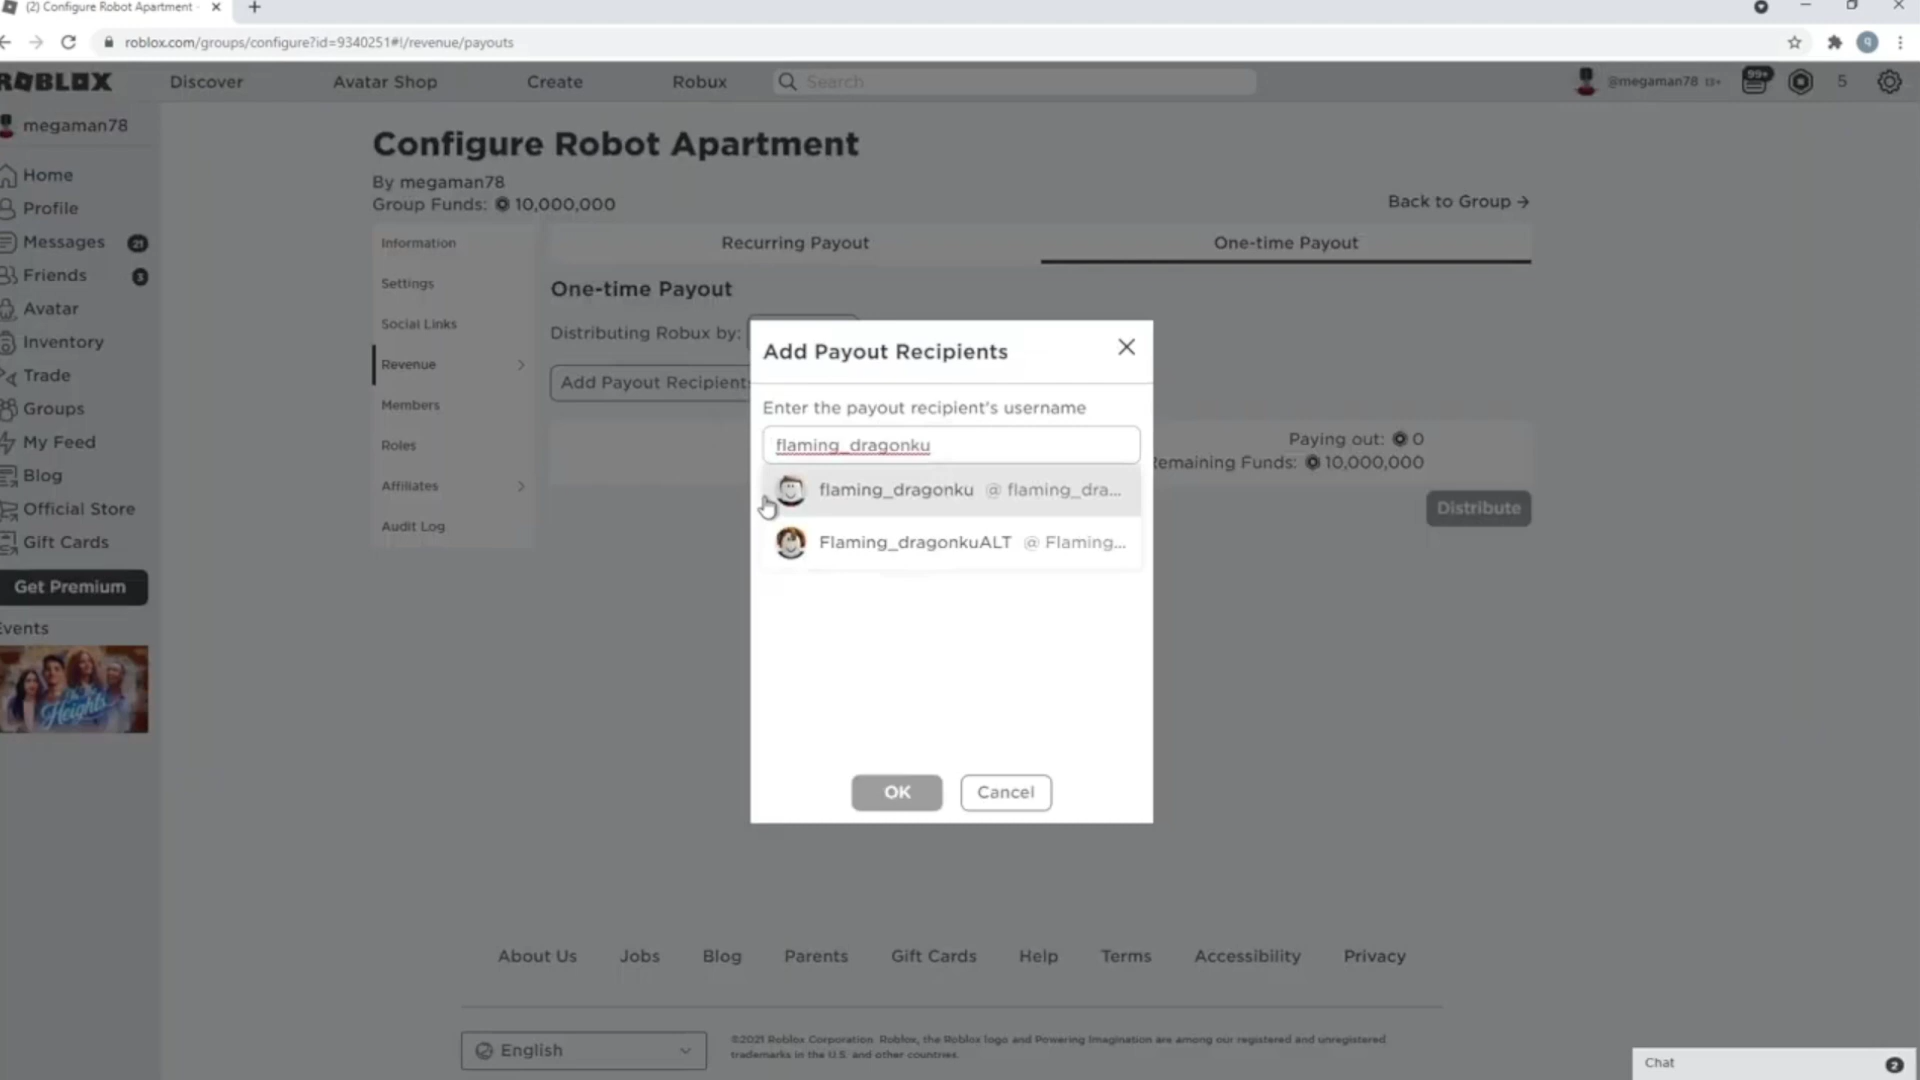 (2) Configure Robot Apartment
roblox.com/groups/configure?id=9340251#!/revenue/payouts
ROBLOX
Discover
Avatar Shop
Create
Robux
Search
@megaman78 13+
99+
5
megaman78
Home
Profile
Messages 21
Friends 3
Avatar
Inventory
Trade
Groups
My Feed
Blog
Official Store
Gift Cards
Get Premium
Events
Heights
Configure Robot Apartment
By megaman78
Group Funds: 10,000,000
Back to Group →
Information
Settings
Social Links
Revenue
Members
Roles
Affiliates
Audit Log
Recurring Payout
One-time Payout
One-time Payout
Distributing Robux by:
Add Payout Recipients
Paying out: 0
Remaining Funds: 10,000,000
Distribute
Add Payout Recipients
Enter the payout recipient's username
flaming_dragonku
flaming_dragonku @ flaming_dra...
Flaming_dragonkuALT @ Flaming...
OK
Cancel
About Us
Jobs
Blog
Parents
Gift Cards
Help
Terms
Accessibility
Privacy
English
©2021 Roblox Corporation. Roblox, the Roblox logo and Powering Imagination are among our registered and unregistered
trademarks in the U.S. and other countries.
Chat
2